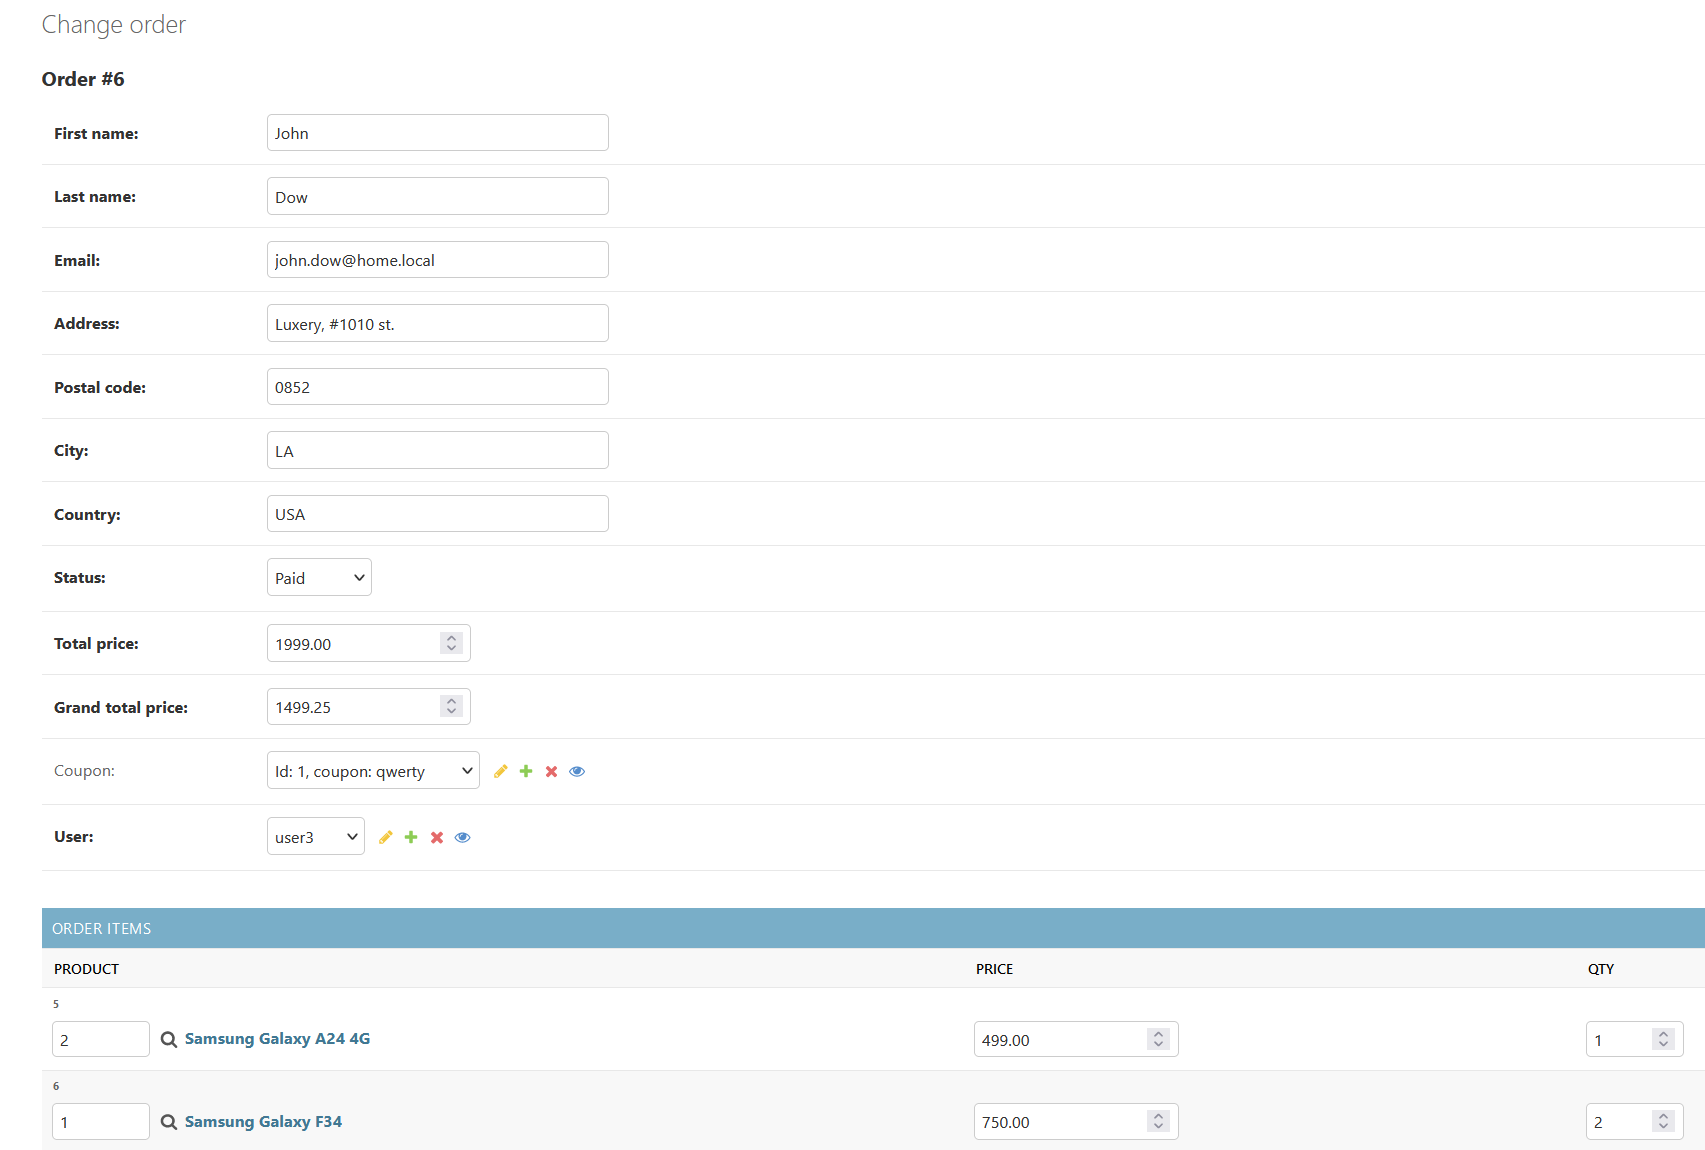 Change order
Order #6
First name: John
Last name: Dow
Email: john.dow@home.local
Address: Luxery, #1010 st.
Postal code: 0852
City: LA
Country: USA
Status: Paid
Total price: 1999.00
Grand total price: 1499.25
Coupon: Id: 1, coupon: qwerty
User: user3
ORDER ITEMS
PRODUCT PRICE QTY
5
2 Samsung Galaxy A24 4G 499.00 1
6
1 Samsung Galaxy F34 750.00 2